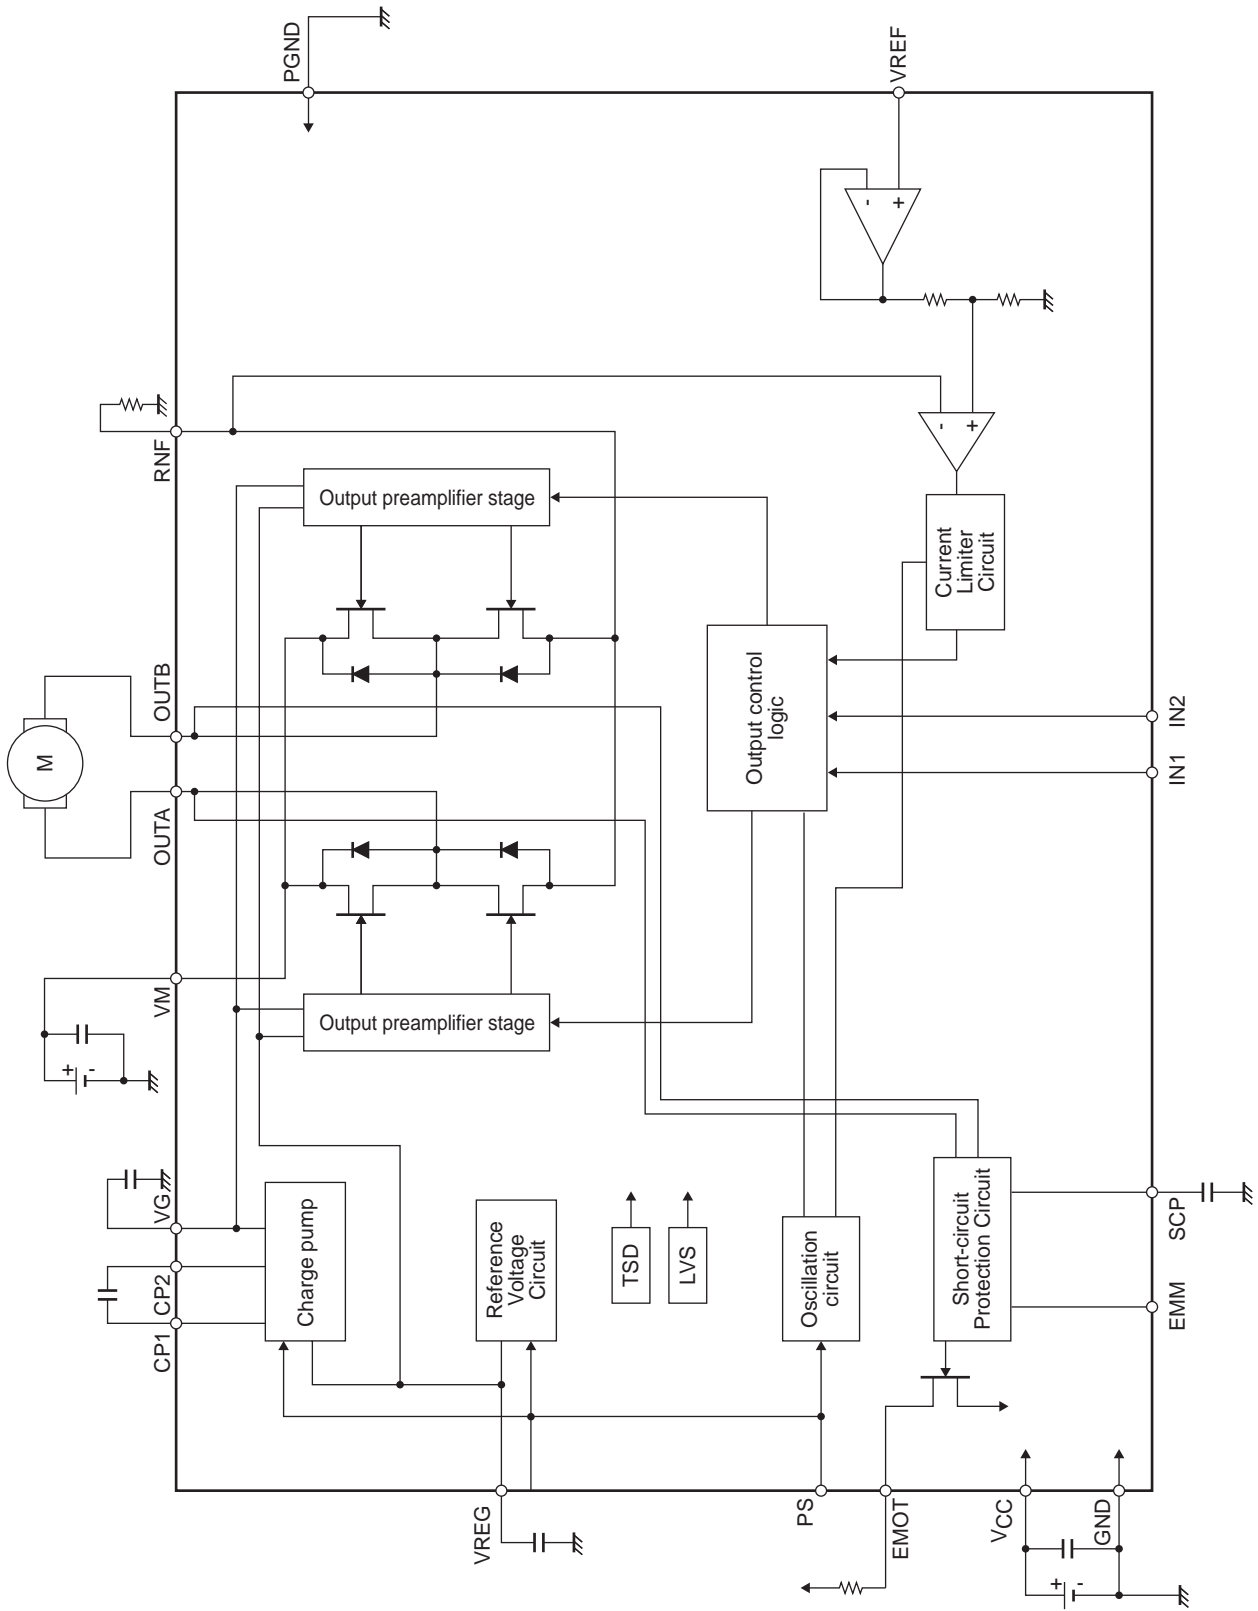 PGND
VREF
-
+
RNF
-
+
Output preamplifier stage
Current
Limiter
Circuit
OUTB
M
OUTA
Output control
logic
IN2
IN1
VM
+
-
Output preamplifier stage
VG
CP2
CP1
Charge pump
Reference
Voltage
Circuit
TSD
LVS
Oscillation
circuit
Short-circuit
Protection Circuit
SCP
EMM
VREG
PS
EMOT
VCC
GND
+
-